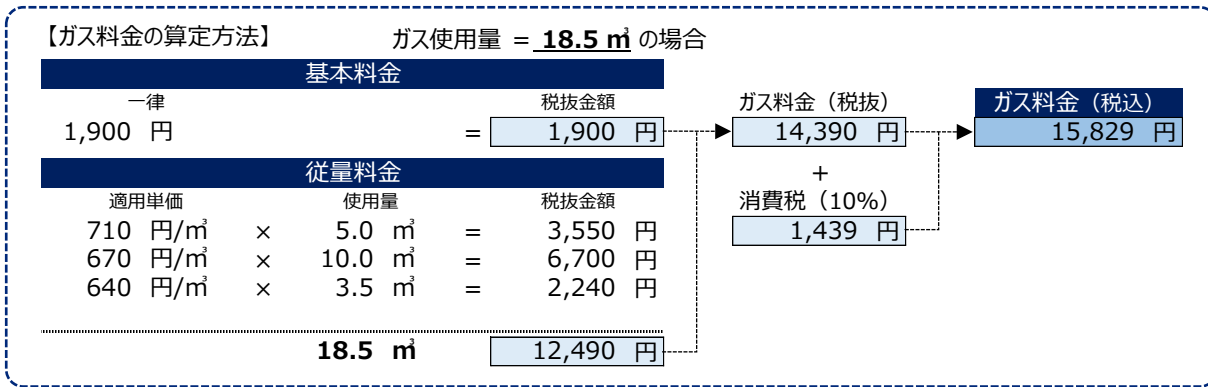 【ガス料金の算定方法】 ガス使用量 = 18.5 ㎥ の場合
基本料金
一律 税抜金額
1,900 円 = 1,900 円
従量料金
適用単価 使用量 税抜金額
710 円/㎥ × 5.0 ㎥ = 3,550 円
670 円/㎥ × 10.0 ㎥ = 6,700 円
640 円/㎥ × 3.5 ㎥ = 2,240 円
18.5 ㎥ 12,490 円
ガス料金（税抜）
14,390 円
+
消費税（10%）
1,439 円
ガス料金（税込）
15,829 円